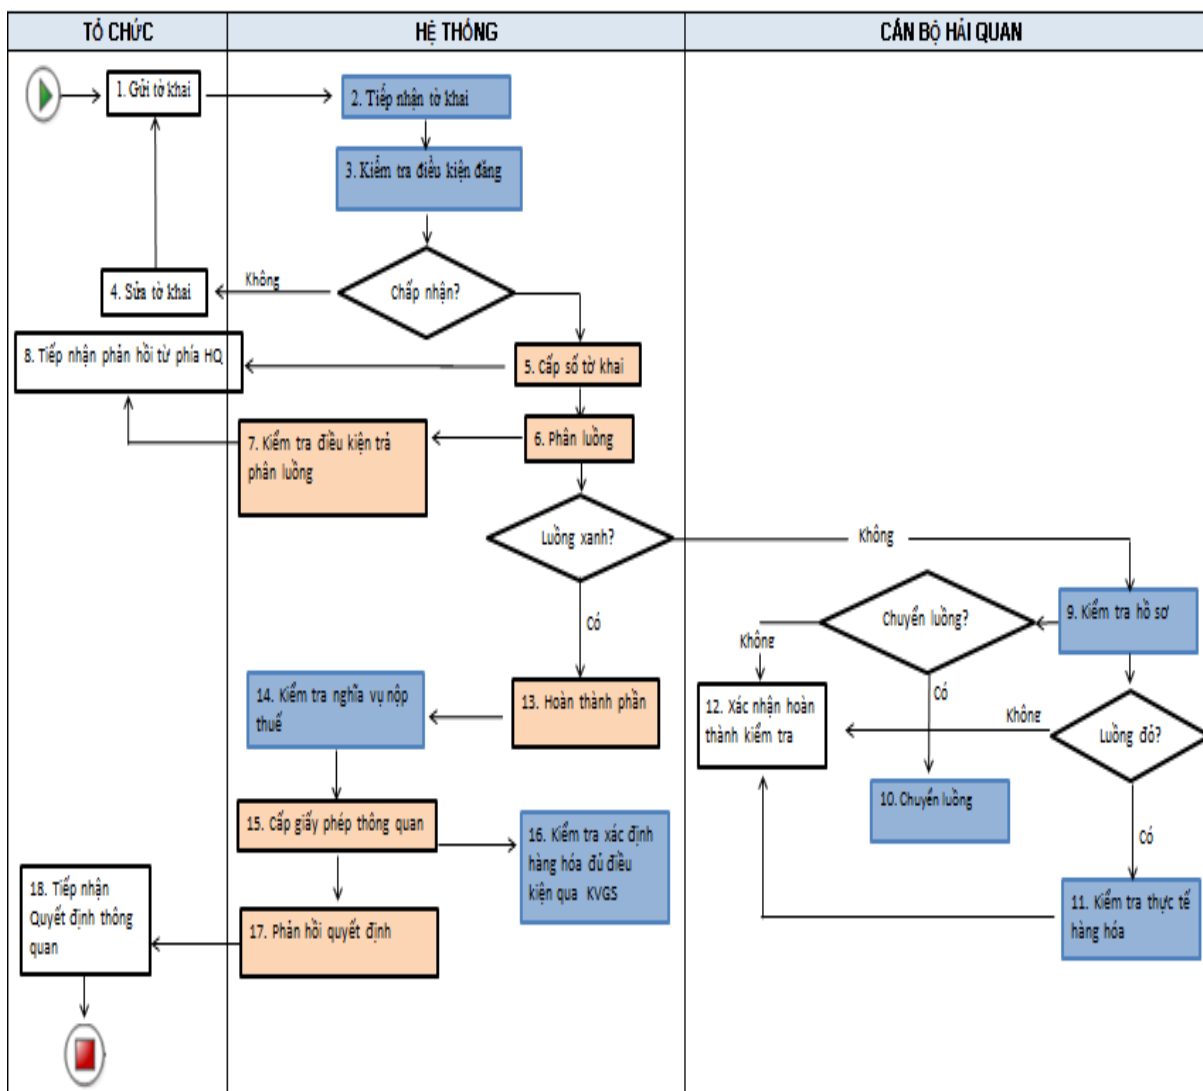 TỔ CHỨC
HỆ THỐNG
CÁN BỘ HẢI QUAN
1. Gửi tờ khai
2. Tiếp nhận tờ khai
3. Kiểm tra điều kiện đăng
Chấp nhận?
Không
4. Sửa tờ khai
8. Tiếp nhận phản hồi từ phía HQ
5. Cấp số tờ khai
6. Phân luồng
7. Kiểm tra điều kiện trả
phân luồng
Luồng xanh?
Không
Có
9. Kiểm tra hồ sơ
Chuyển luồng?
Không
Có
12. Xác nhận hoàn
thành kiểm tra
Không
Luồng đỏ?
10. Chuyển luồng
Có
11. Kiểm tra thực tế
hàng hóa
13. Hoàn thành phần
14. Kiểm tra nghĩa vụ nộp
thuế
15. Cấp giấy phép thông quan
16. Kiểm tra xác định
hàng hóa đủ điều
kiện qua KVGS
17. Phản hồi quyết định
18. Tiếp nhận
Quyết định thông
quan